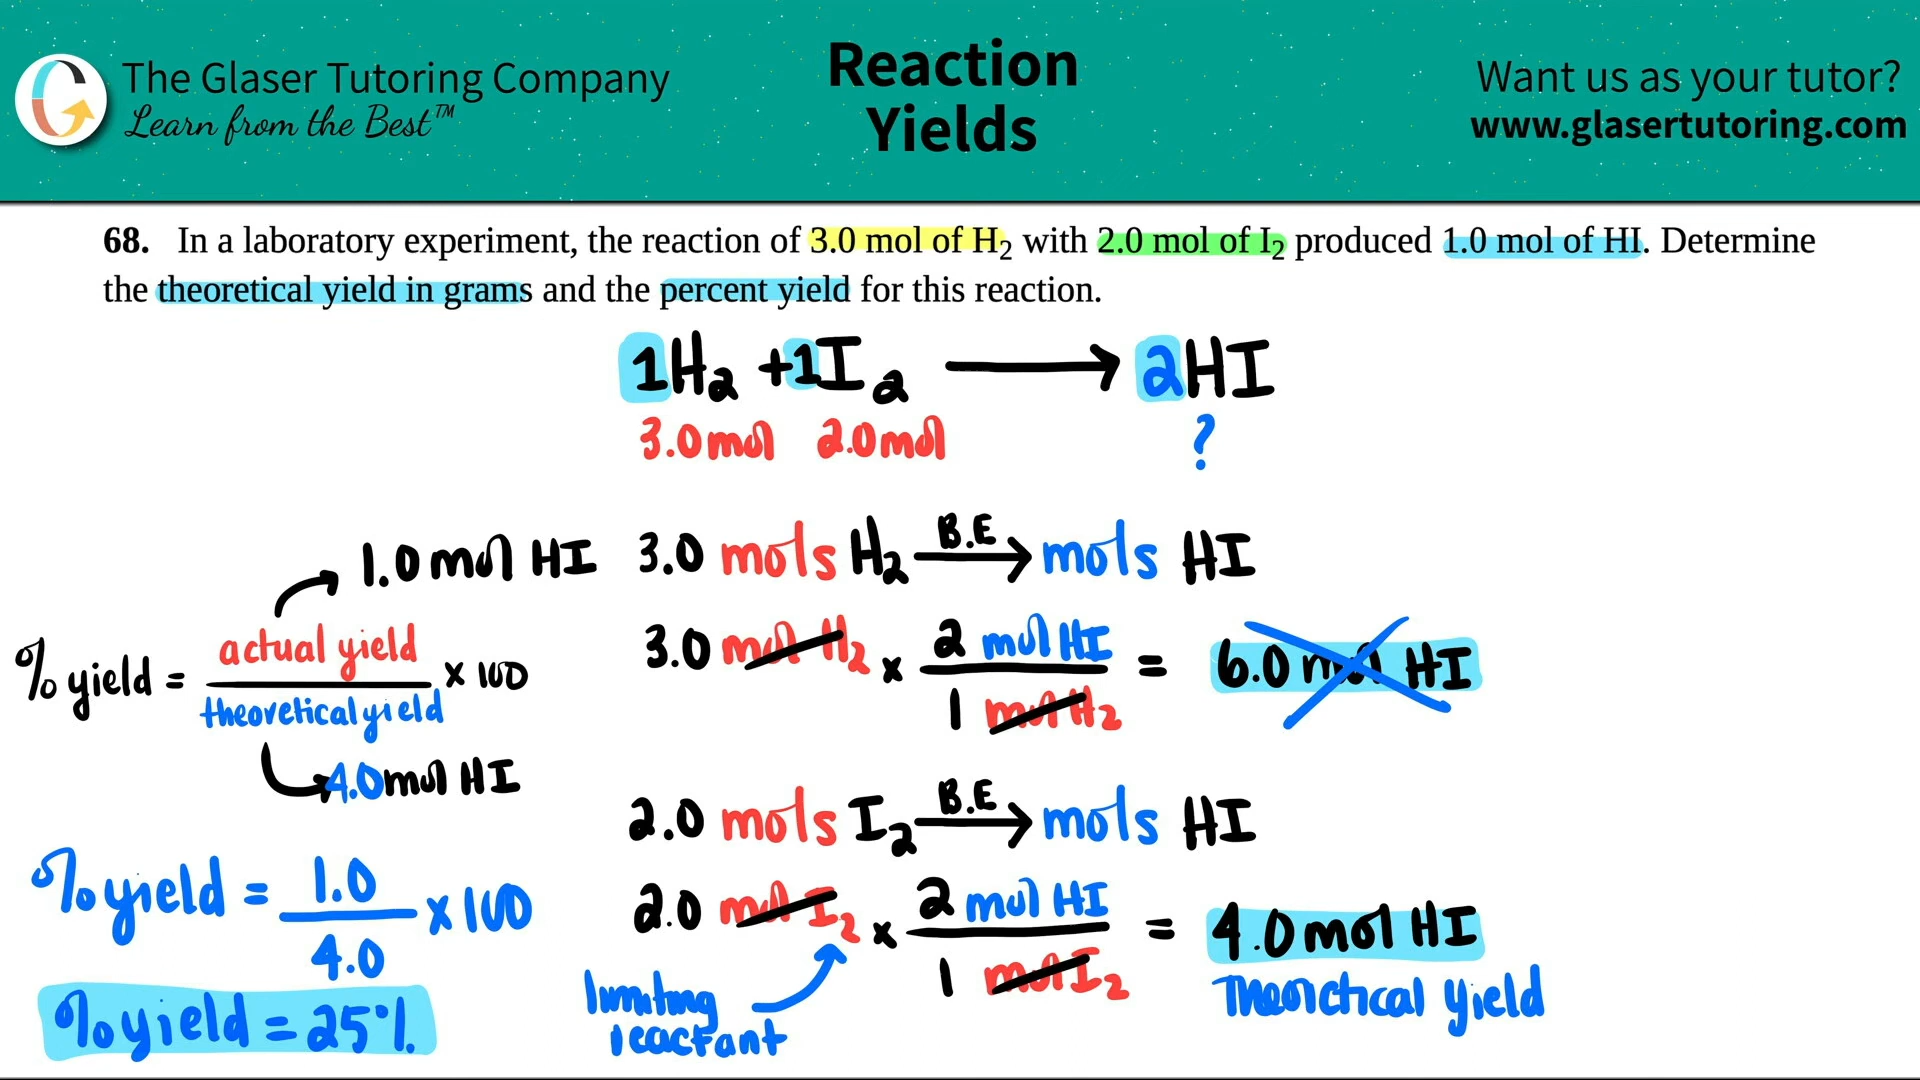 The Glaser Tutoring Company
Learn from the Best™
Reaction
Yields
Want us as your tutor?
www.glasertutoring.com
68. In a laboratory experiment, the reaction of 3.0 mol of H₂ with 2.0 mol of I₂ produced 1.0 mol of HI. Determine
the theoretical yield in grams and the percent yield for this reaction.
1H₂ + 1I₂ → 2HI
3.0 mol 2.0 mol ?
1.0 mol HI
% yield = actual yield / theoretical yield × 100
4.0 mol HI
% yield = 1.0 / 4.0 × 100
% yield = 25%
3.0 mols H₂ B.E → mols HI
3.0 mol H₂ × 2 mol HI / 1 mol H₂ = 6.0 mol HI
2.0 mols I₂ B.E → mols HI
2.0 mol I₂ × 2 mol HI / 1 mol I₂ = 4.0 mol HI
limiting
reactant
Theorctical Yield